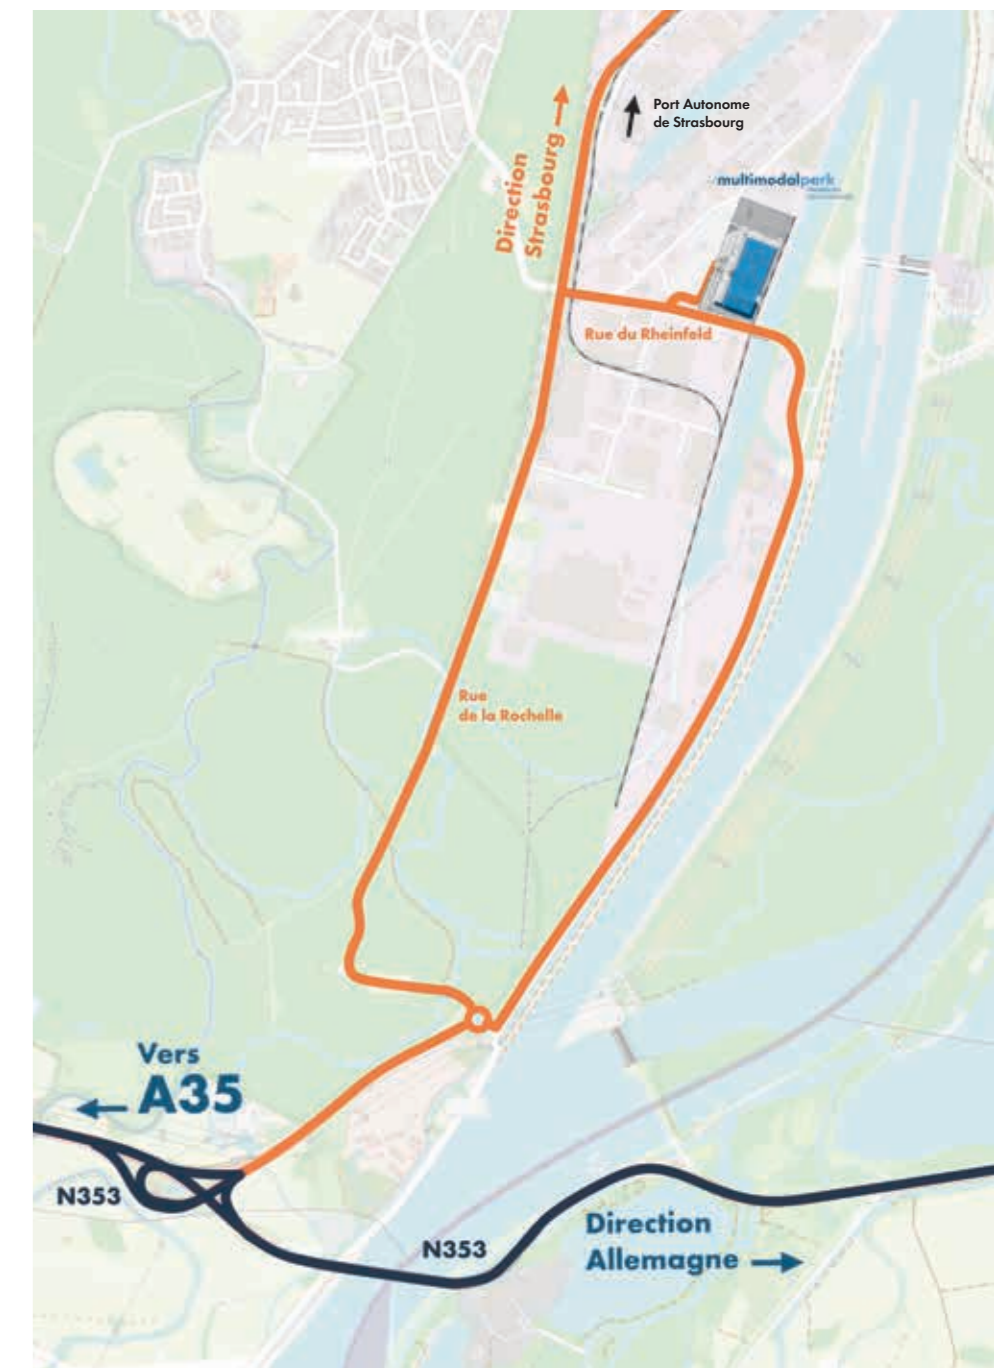 Port Autonome
de Strasbourg
Direction
Strasbourg
multimodalpark
Rue du Rheinfeld
Rue
de la Rochelle
Vers
A35
N353
N353
Direction
Allemagne